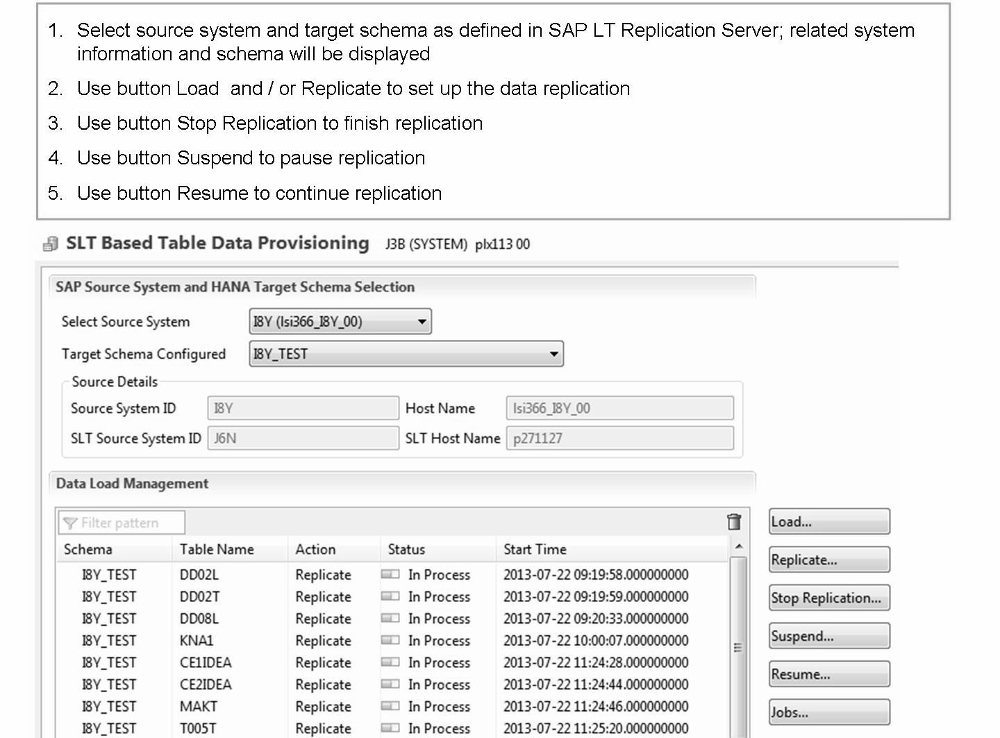 1. Select source system and target schema as defined in SAP LT Replication Server; related system
information and schema will be displayed
2. Use button Load  and / or Replicate to set up the data replication
3. Use button Stop Replication to finish replication
4. Use button Suspend to pause replication
5. Use button Resume to continue replication
SLT Based Table Data Provisioning J3B (SYSTEM) plx113 00
SAP Source System and HANA Target Schema Selection
Select Source System I8Y (lsi366_I8Y_00)
Target Schema Configured I8Y_TEST
Source Details
Source System ID I8Y Host Name lsi366_I8Y_00
SLT Source System ID J6N SLT Host Name p271127
Data Load Management
Filter pattern Load...
Schema Table Name Action Status Start Time
I8Y_TEST DD02L Replicate In Process 2013-07-22 09:19:58.000000000 Replicate...
I8Y_TEST DD02T Replicate In Process 2013-07-22 09:19:59.000000000 Stop Replication...
I8Y_TEST DD08L Replicate In Process 2013-07-22 09:20:33.000000000
I8Y_TEST KNA1 Replicate In Process 2013-07-22 10:00:07.000000000 Suspend...
I8Y_TEST CE1IDEA Replicate In Process 2013-07-22 11:24:28.000000000
I8Y_TEST CE2IDEA Replicate In Process 2013-07-22 11:24:44.000000000 Resume...
I8Y_TEST MAKT Replicate In Process 2013-07-22 11:24:46.000000000 Jobs...
I8Y_TEST T005T Replicate In Process 2013-07-22 11:25:20.000000000